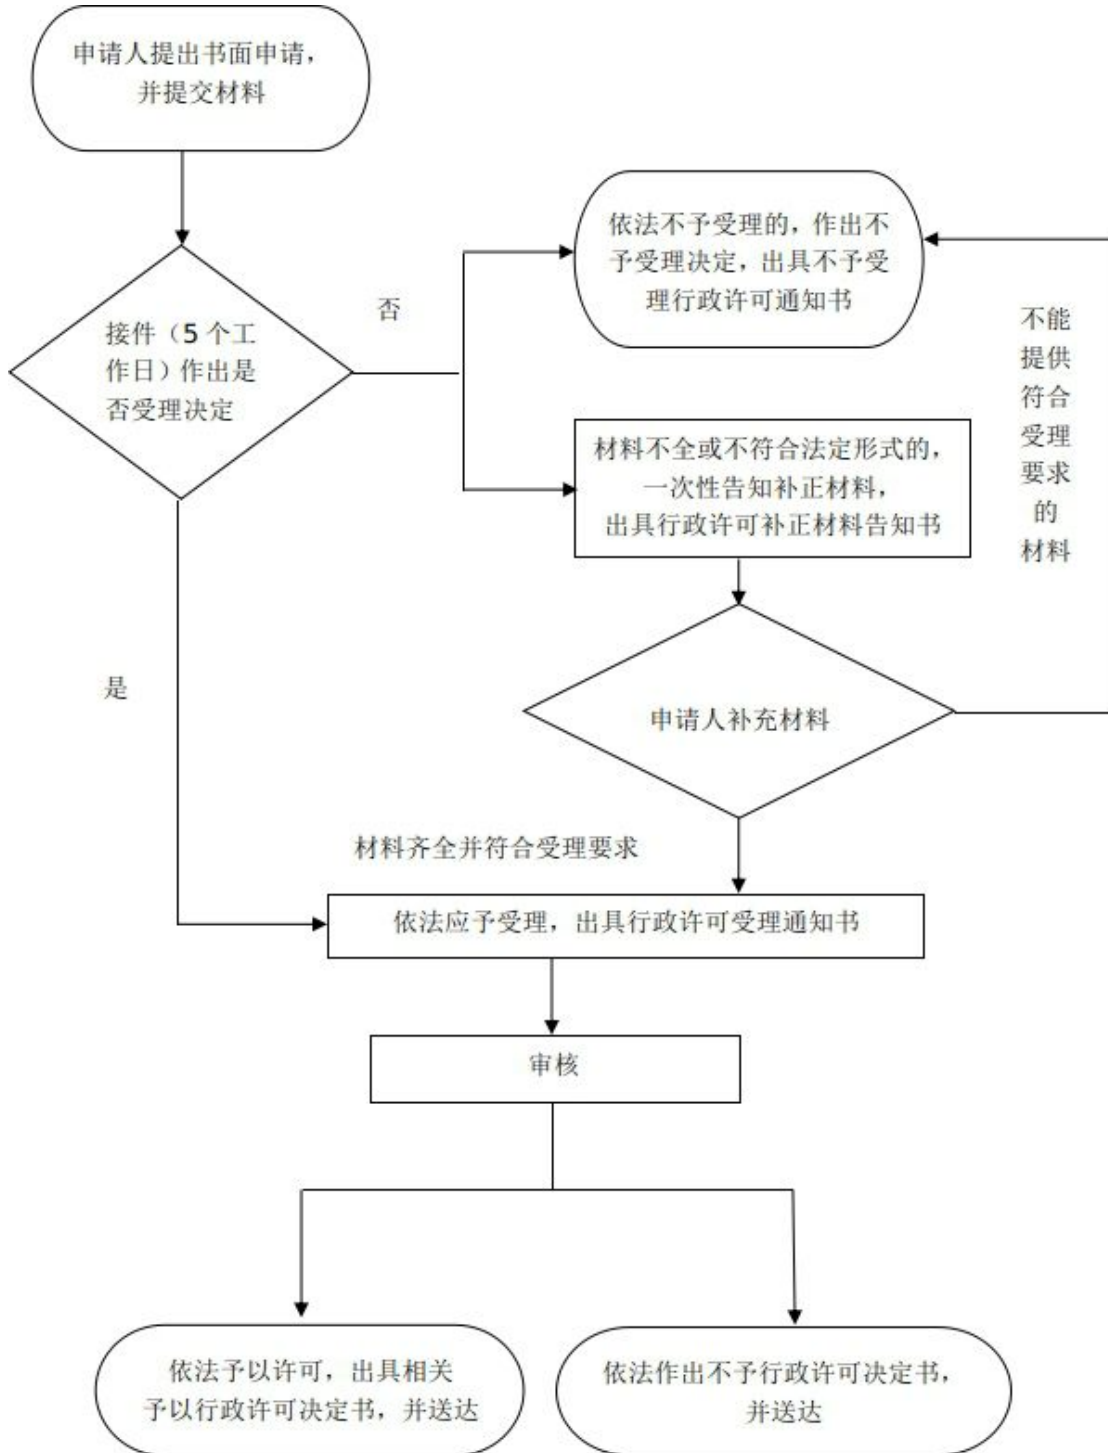 申请人提出书面申请，
并提交材料
依法不予受理的，作出不
予受理决定，出具不予受
理行政许可通知书
否
接件（5 个工
作日）作出是
否受理决定
不能
提供
符合
受理
要求
的
材料
材料不全或不符合法定形式的，
一次性告知补正材料，
出具行政许可补正材料告知书
是
申请人补充材料
材料齐全并符合受理要求
依法应予受理，出具行政许可受理通知书
审核
依法予以许可，出具相关
予以行政许可决定书，并送达
依法作出不予行政许可决定书，
并送达